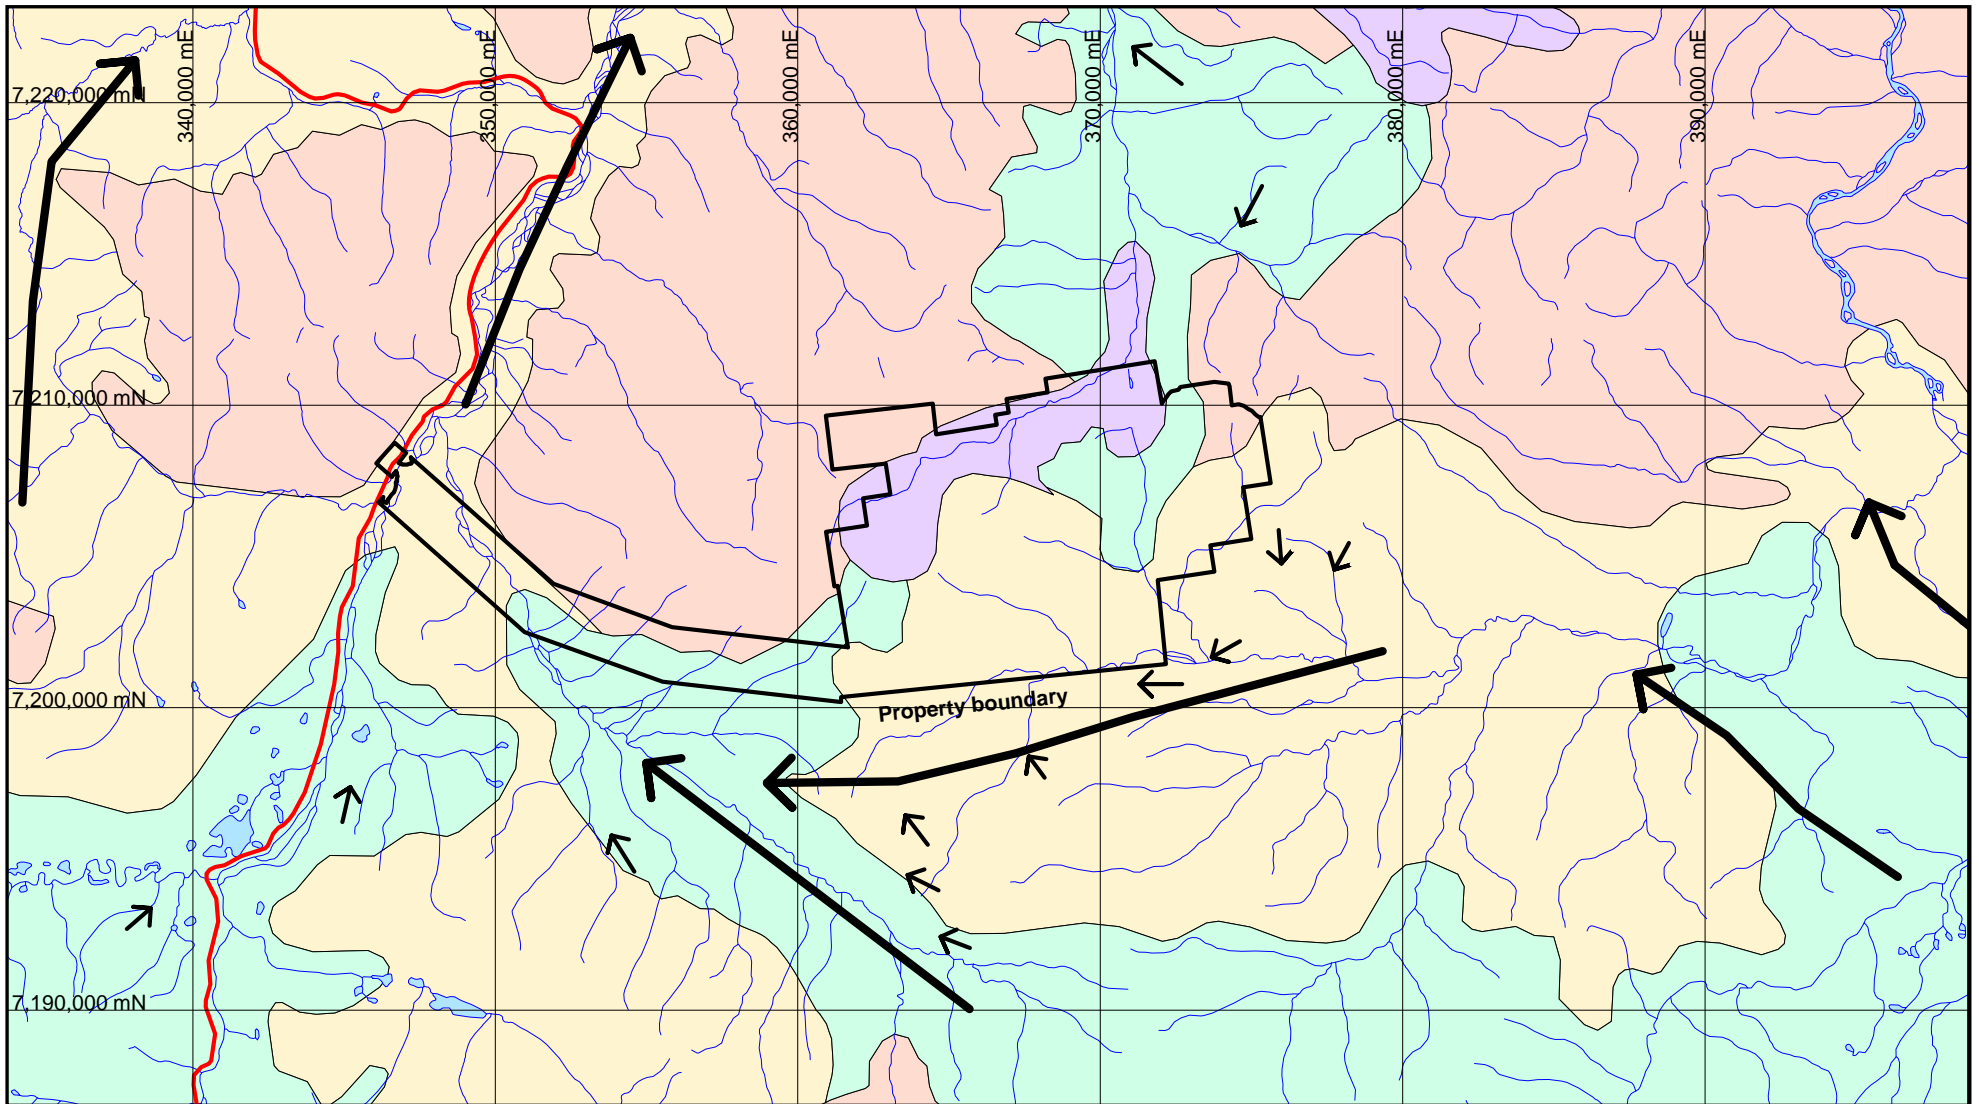 340,000 mE
350,000 mE
360,000 mE
370,000 mE
380,000 mE
390,000 mE
7,220,000 mN
7,210,000 mN
7,200,000 mN
Property boundary
7,190,000 mN